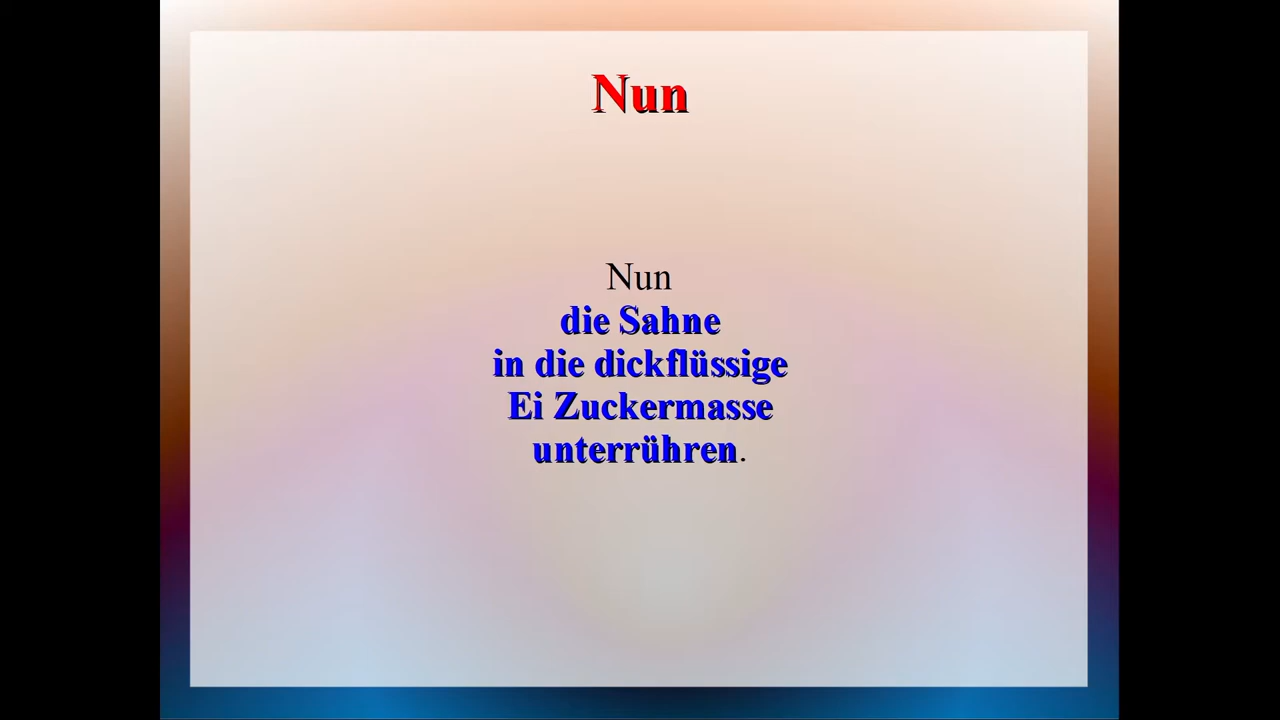 Nun
Nun
die Sahne
in die dickflüssige
Ei Zuckermasse
unterrühren.